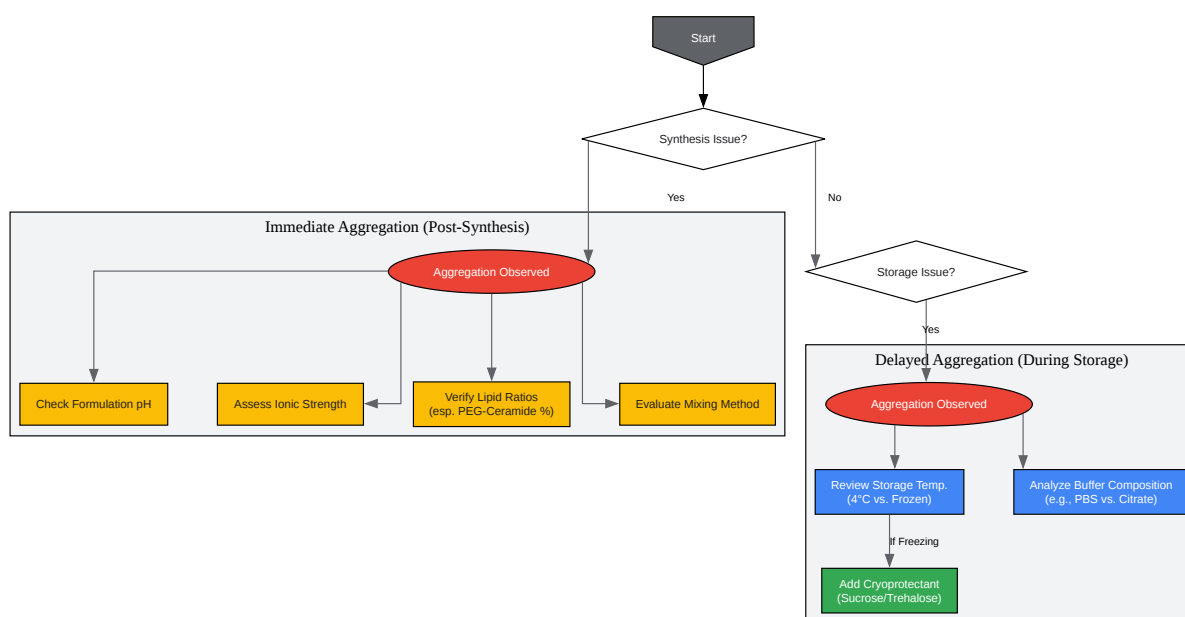 Start
Synthesis Issue?
Yes
No
Immediate Aggregation (Post-Synthesis)
Aggregation Observed
Storage Issue?
Yes
Check Formulation pH
Assess Ionic Strength
Verify Lipid Ratios
(esp. PEG-Ceramide %)
Evaluate Mixing Method
Delayed Aggregation (During Storage)
Aggregation Observed
Review Storage Temp.
(4°C vs. Frozen)
Analyze Buffer Composition
(e.g., PBS vs. Citrate)
If Freezing
Add Cryoprotectant
(Sucrose/Trehalose)